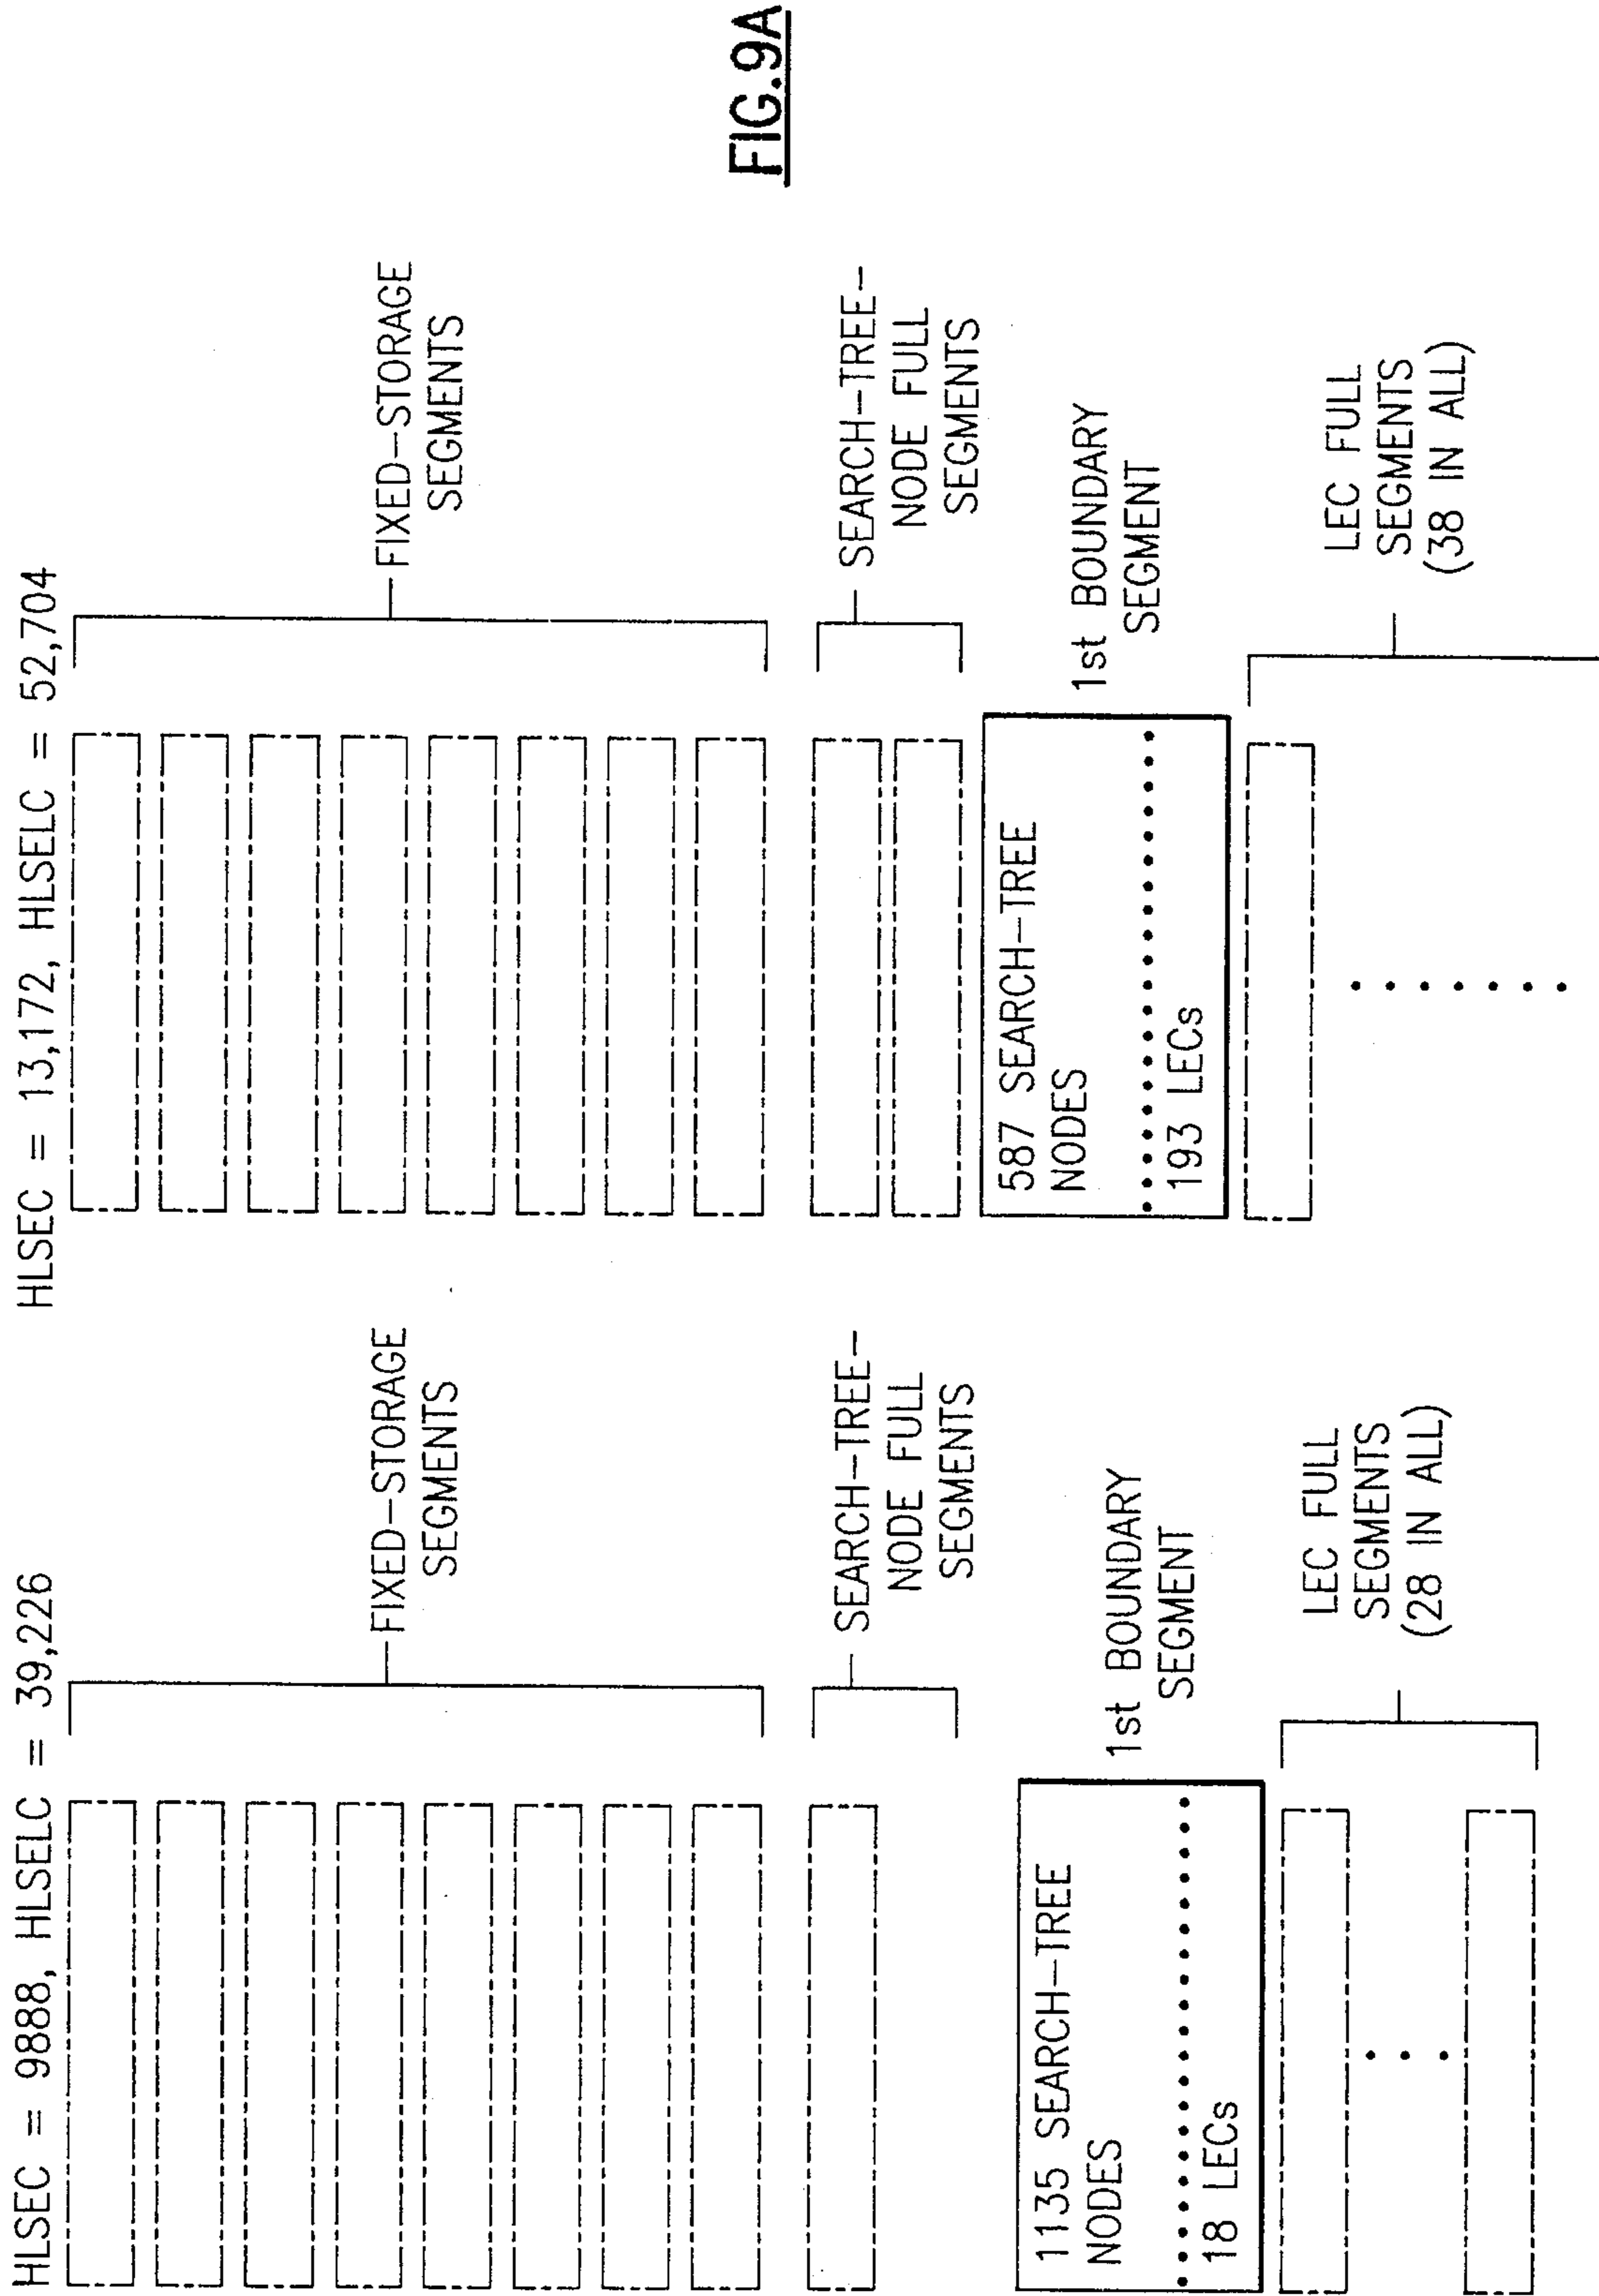 HLSEC = 9888, HLSELC = 39,226
FIXED-STORAGE
SEGMENTS
SEARCH-TREE-
NODE FULL
SEGMENTS
1135 SEARCH-TREE
NODES
18 LECs
1st BOUNDARY
SEGMENT
LEC FULL
SEGMENTS
(28 IN ALL)
HLSEC = 13,172, HLSELC = 52,704
FIXED-STORAGE
SEGMENTS
SEARCH-TREE-
NODE FULL
SEGMENTS
587 SEARCH-TREE
NODES
193 LECs
1st BOUNDARY
SEGMENT
LEC FULL
SEGMENTS
(38 IN ALL)
FIG.9A